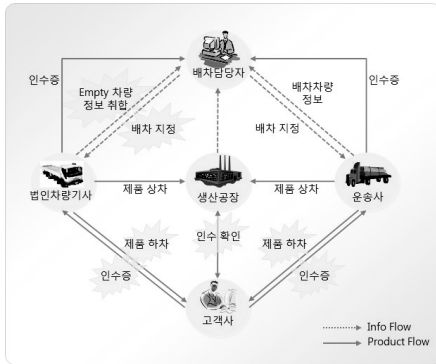 배차담당자
인수증
Empty 차량
정보 취합
배차차량
정보
인수증
배차 지정
배차 지정
법인차량기사
제품 상차
생산공장
제품 상차
운송사
제품 하차
인수 확인
제품 하차
인수증
인수증
고객사
Info Flow
Product Flow